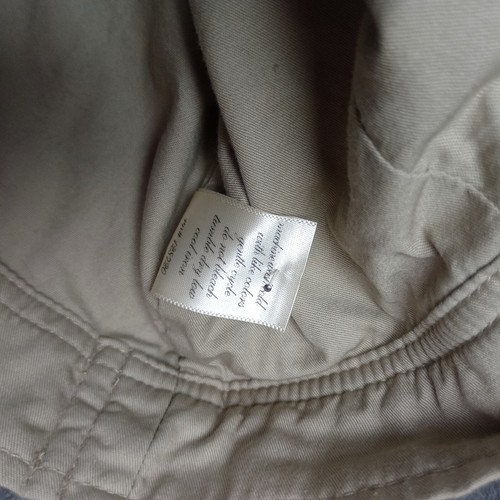 machine wash cold
with like colors
gentle cycle
do not bleach
tumble dry low
cool iron